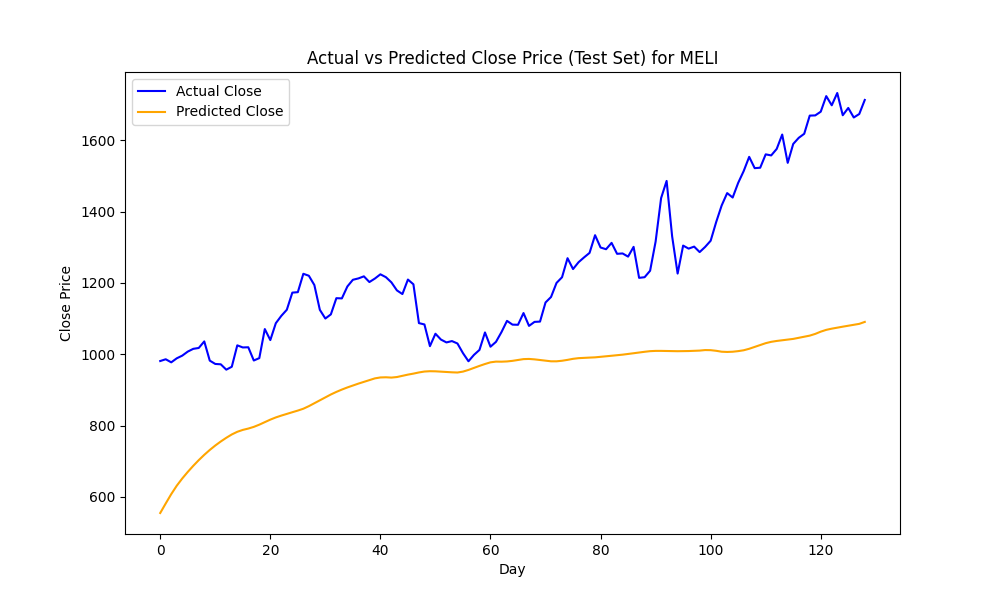 Actual vs Predicted Close Price (Test Set) for MELI
Actual Close
Predicted Close
Close Price
1600
1400
1200
1000
800
600
0 20 40 60 80 100 120
Day